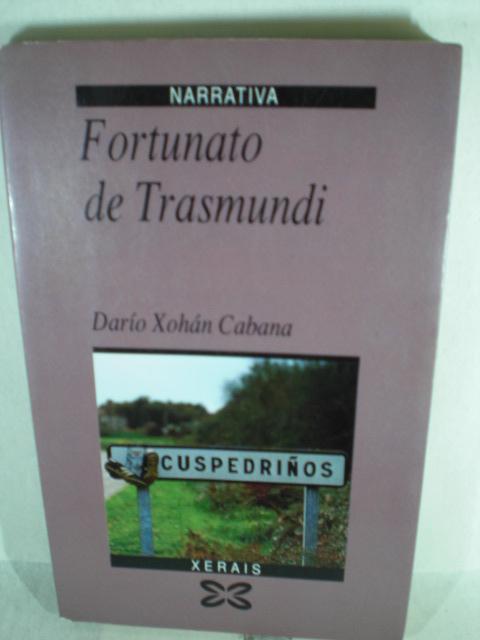 NARRATIVA
Fortunato
de Trasmundi
Darío Xohán Cabana
CUSPEDRIÑOS
XERAIS